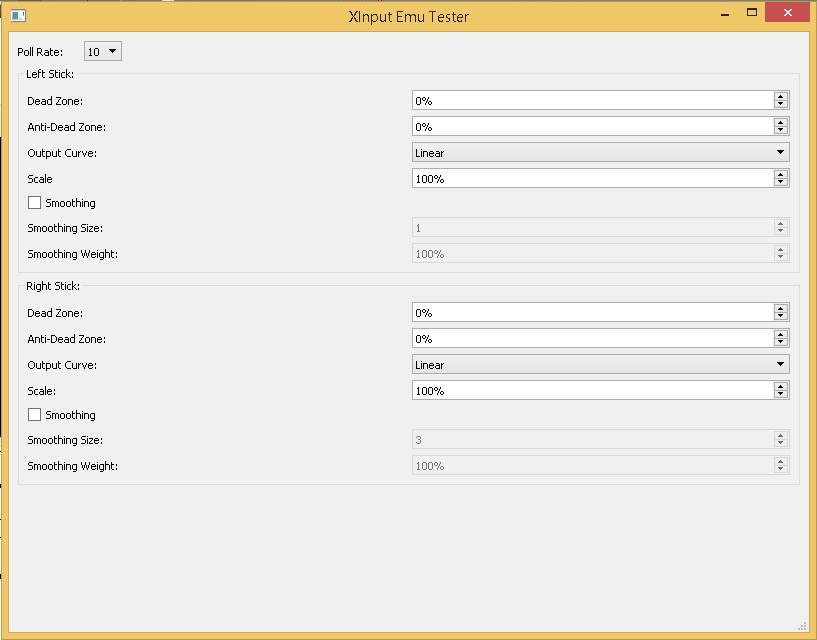 XInput Emu Tester
Poll Rate: 10
Left Stick:
Dead Zone: 0%
Anti-Dead Zone: 0%
Output Curve: Linear
Scale 100%
Smoothing
Smoothing Size: 1
Smoothing Weight: 100%
Right Stick:
Dead Zone: 0%
Anti-Dead Zone: 0%
Output Curve: Linear
Scale: 100%
Smoothing
Smoothing Size: 3
Smoothing Weight: 100%